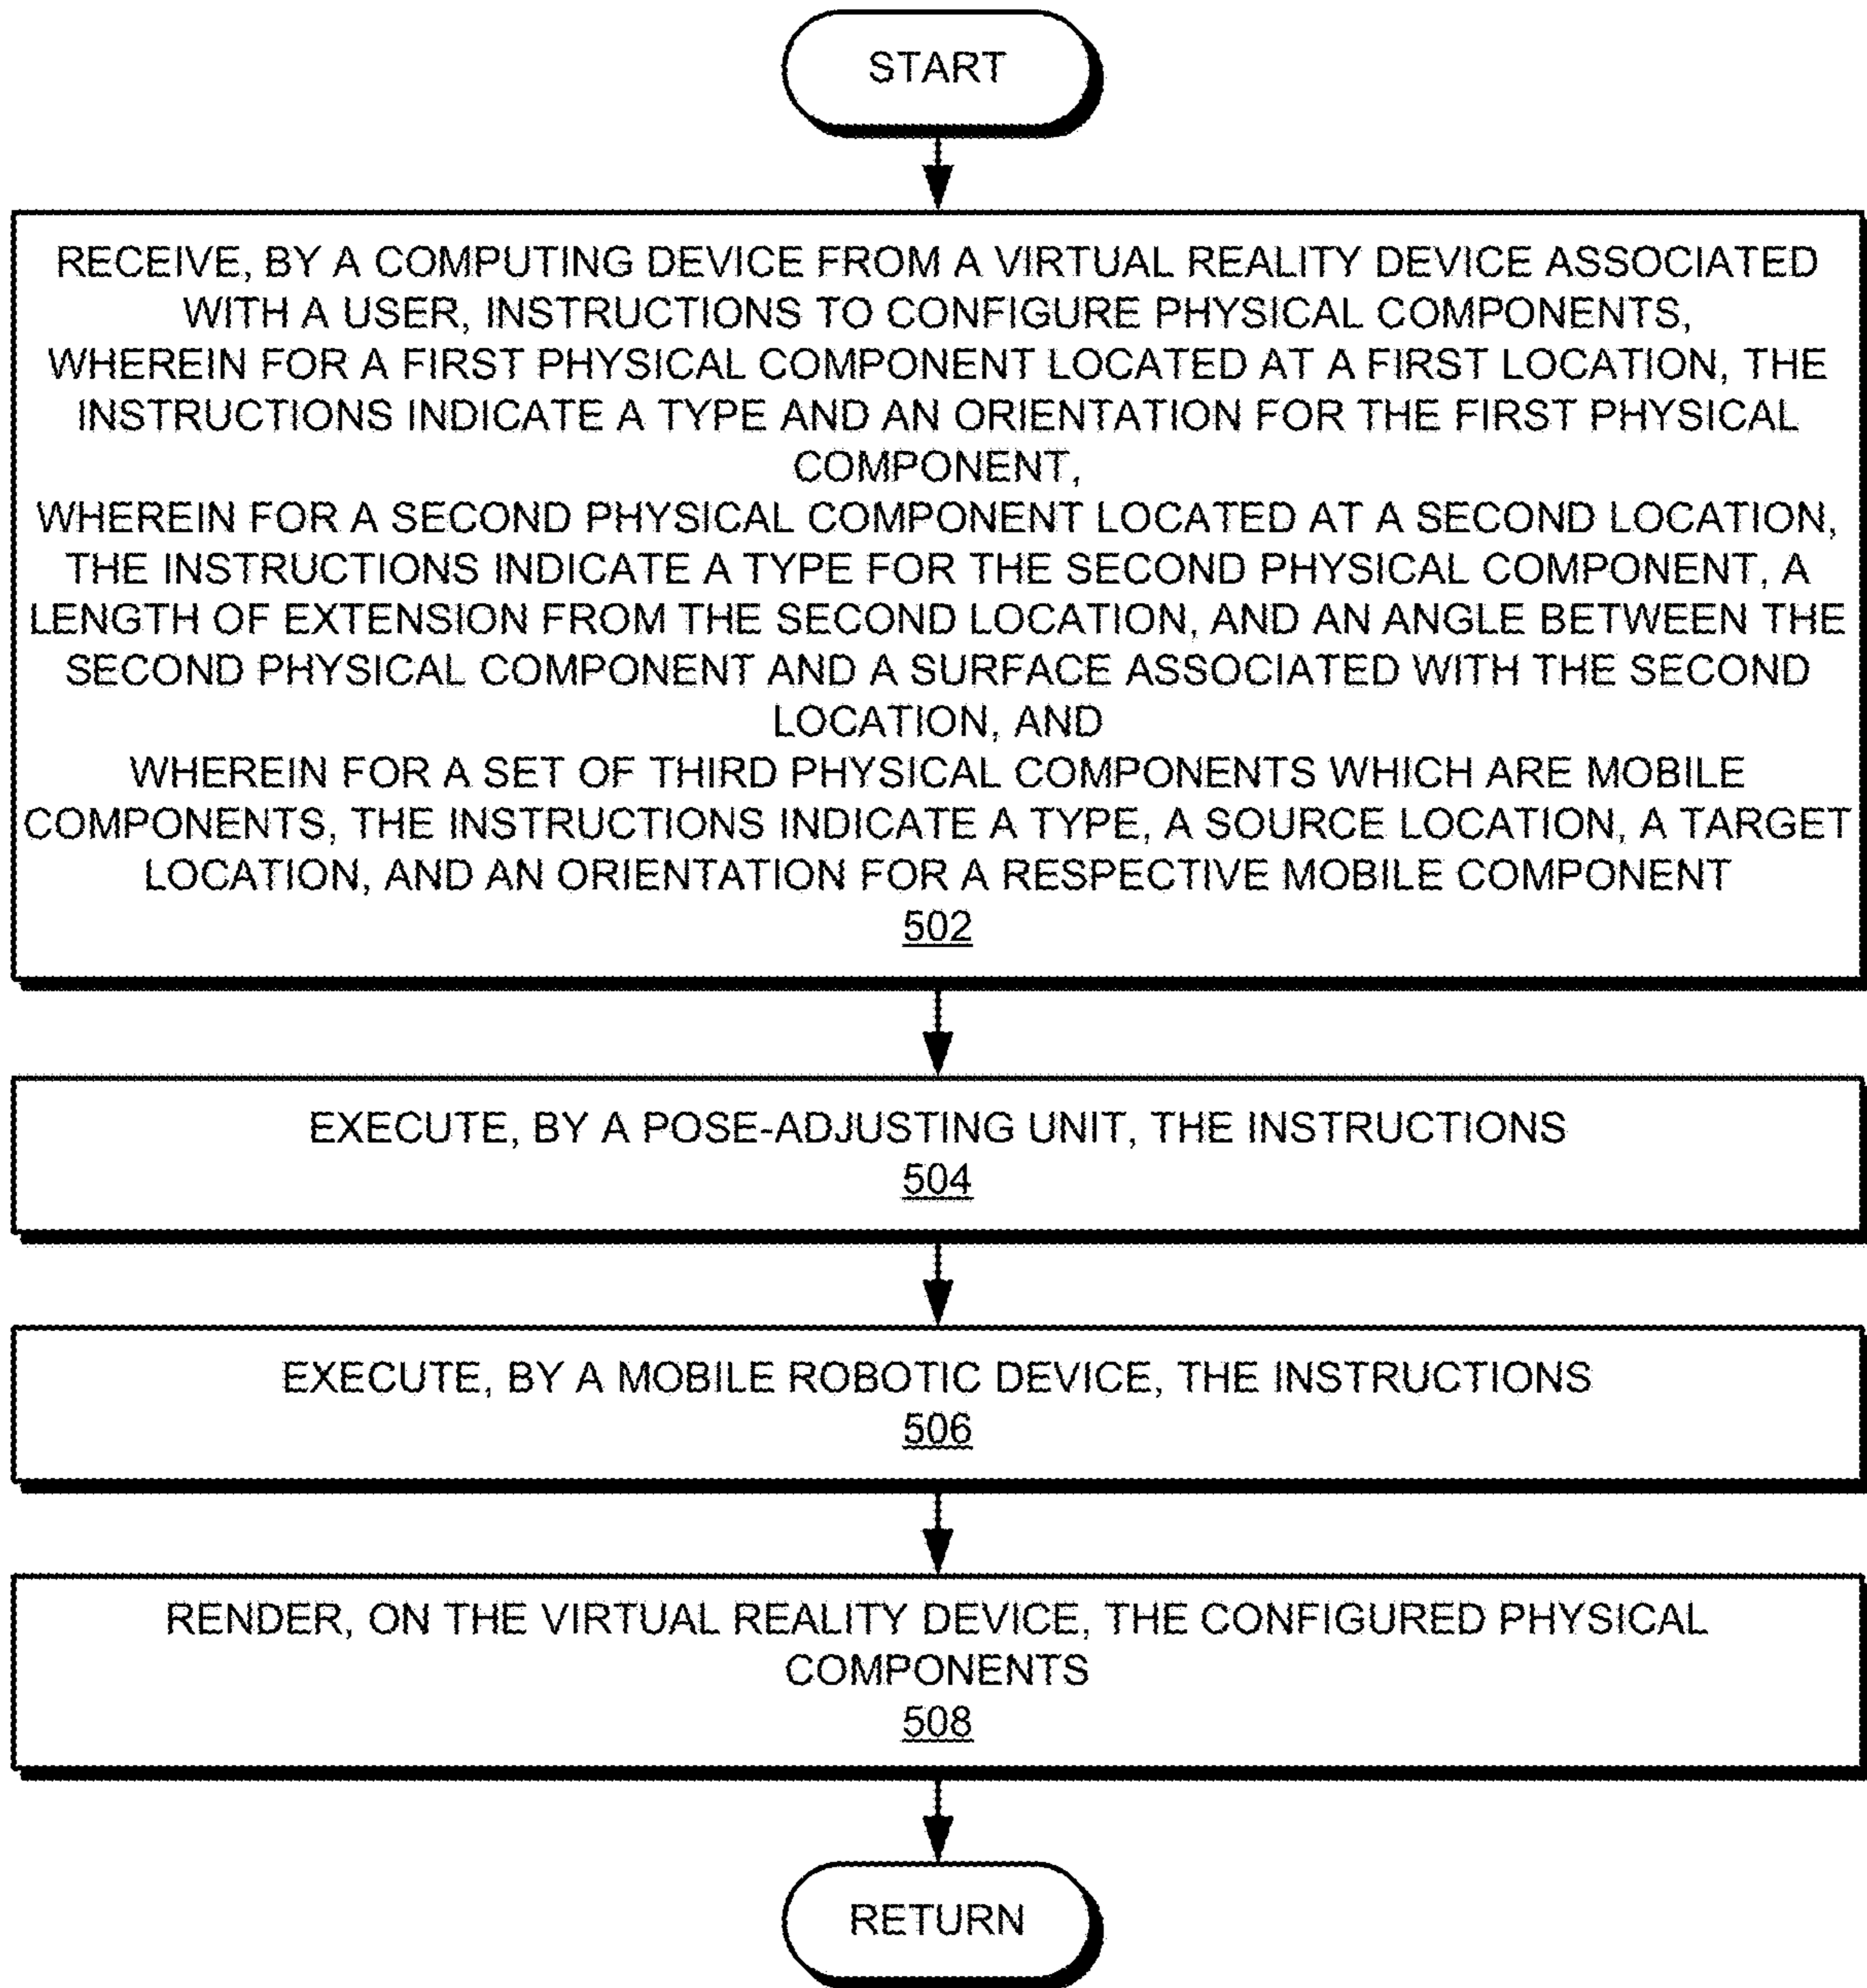 START
RECEIVE, BY A COMPUTING DEVICE FROM A VIRTUAL REALITY DEVICE ASSOCIATED
WITH A USER, INSTRUCTIONS TO CONFIGURE PHYSICAL COMPONENTS,
WHEREIN FOR A FIRST PHYSICAL COMPONENT LOCATED AT A FIRST LOCATION, THE
INSTRUCTIONS INDICATE A TYPE AND AN ORIENTATION FOR THE FIRST PHYSICAL
COMPONENT,
WHEREIN FOR A SECOND PHYSICAL COMPONENT LOCATED AT A SECOND LOCATION,
THE INSTRUCTIONS INDICATE A TYPE FOR THE SECOND PHYSICAL COMPONENT, A
LENGTH OF EXTENSION FROM THE SECOND LOCATION, AND AN ANGLE BETWEEN THE
SECOND PHYSICAL COMPONENT AND A SURFACE ASSOCIATED WITH THE SECOND
LOCATION, AND
WHEREIN FOR A SET OF THIRD PHYSICAL COMPONENTS WHICH ARE MOBILE
COMPONENTS, THE INSTRUCTIONS INDICATE A TYPE, A SOURCE LOCATION, A TARGET
LOCATION, AND AN ORIENTATION FOR A RESPECTIVE MOBILE COMPONENT
502
EXECUTE, BY A POSE-ADJUSTING UNIT, THE INSTRUCTIONS
504
EXECUTE, BY A MOBILE ROBOTIC DEVICE, THE INSTRUCTIONS
506
RENDER, ON THE VIRTUAL REALITY DEVICE, THE CONFIGURED PHYSICAL
COMPONENTS
508
RETURN